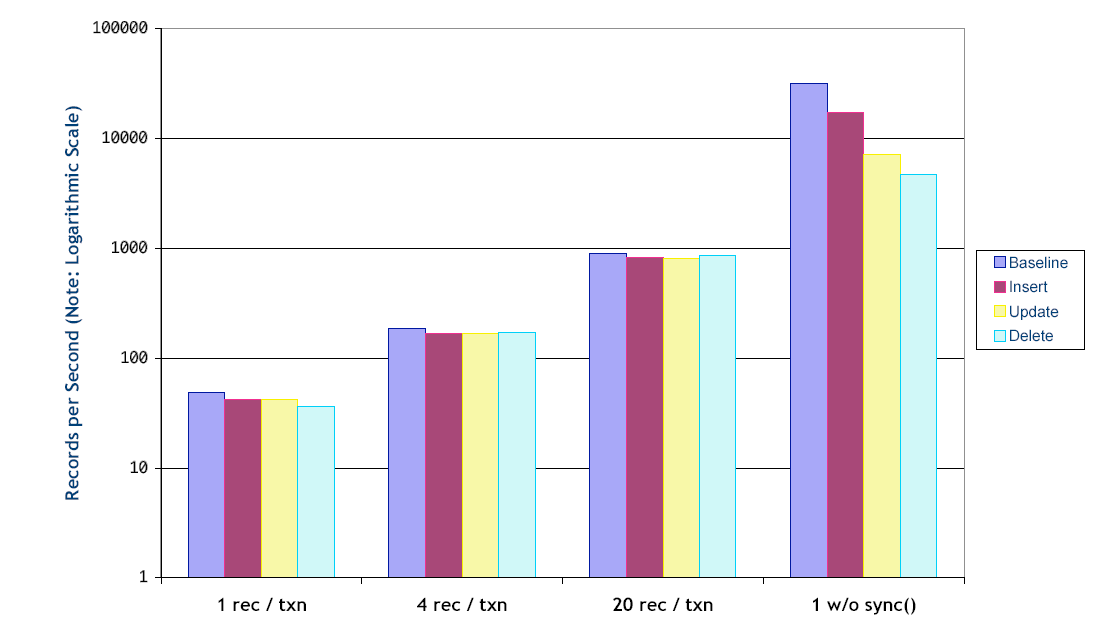 100000
10000
1000
100
10
1
Records per Second (Note: Logarithmic Scale)
1 rec / txn
4 rec / txn
20 rec / txn
1 w/o sync()
Baseline
Insert
Update
Delete